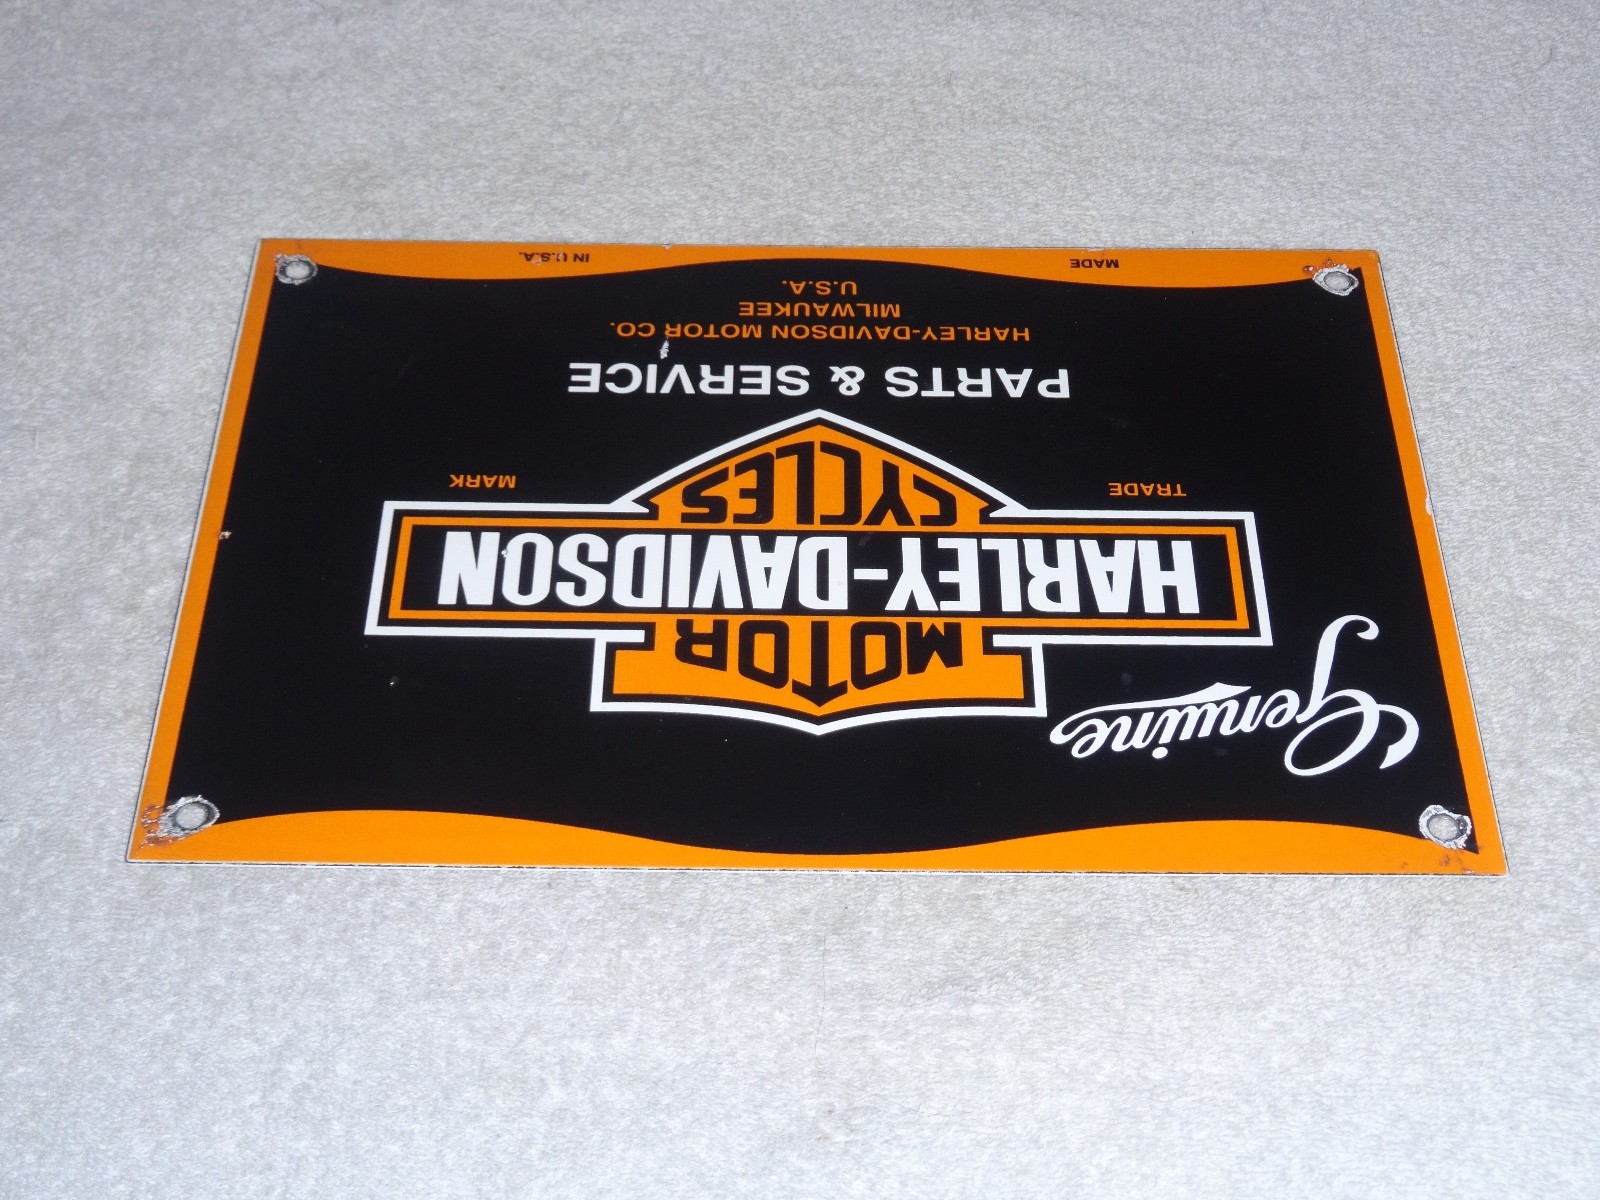 Genuine
MOTOR
HARLEY-DAVIDSON
CYCLES
TRADE MARK
PARTS & SERVICE
HARLEY-DAVIDSON MOTOR CO.
MILWAUKEE
U.S.A.
MADE IN U.S.A.